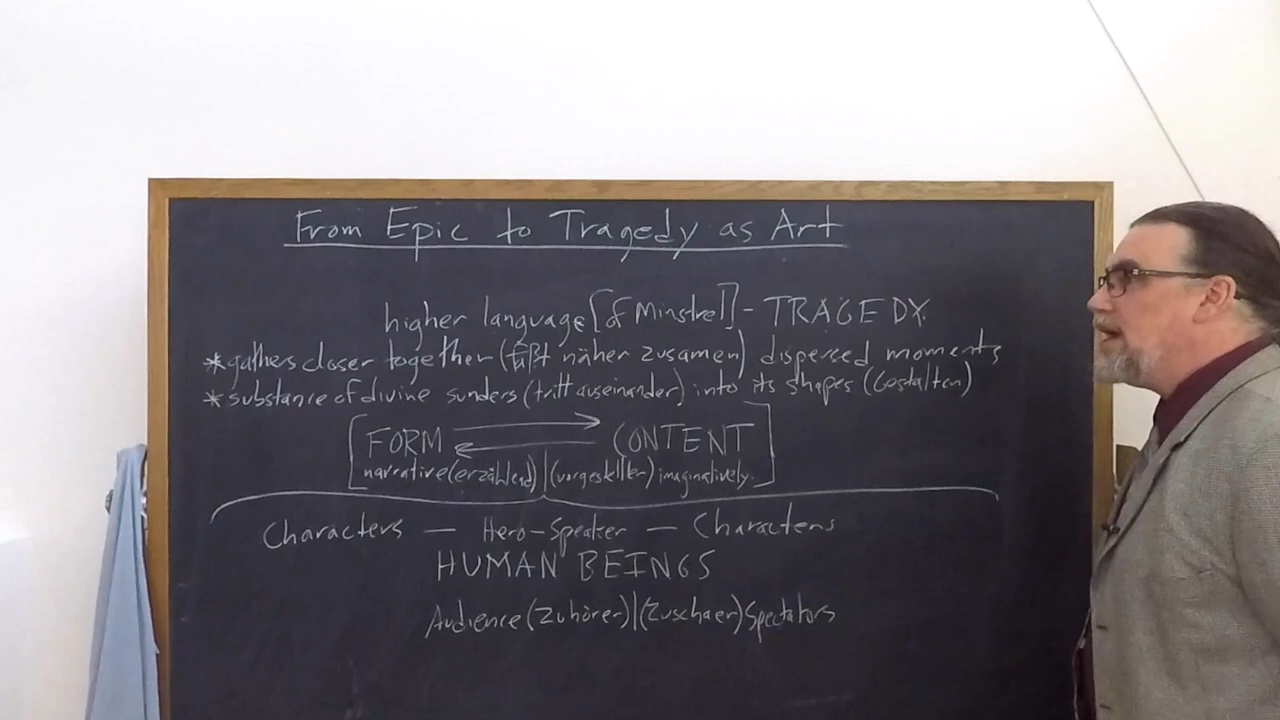 From Epic to Tragedy as Art
higher language [of Minstrel] - TRAGEDY
*gathers closer together (faßt näher zusamen) dispersed moments
*substance of divine sunders (tritt auseinander) into its shapes (Gestalten)
[FORM CONTENT
narrative (erzählend) | (vorgestellter) imaginatively]
Characters — Hero-Speaker — Characters
HUMAN BEINGS
Audience (Zuhörer) | (Zuschaer) Spectators